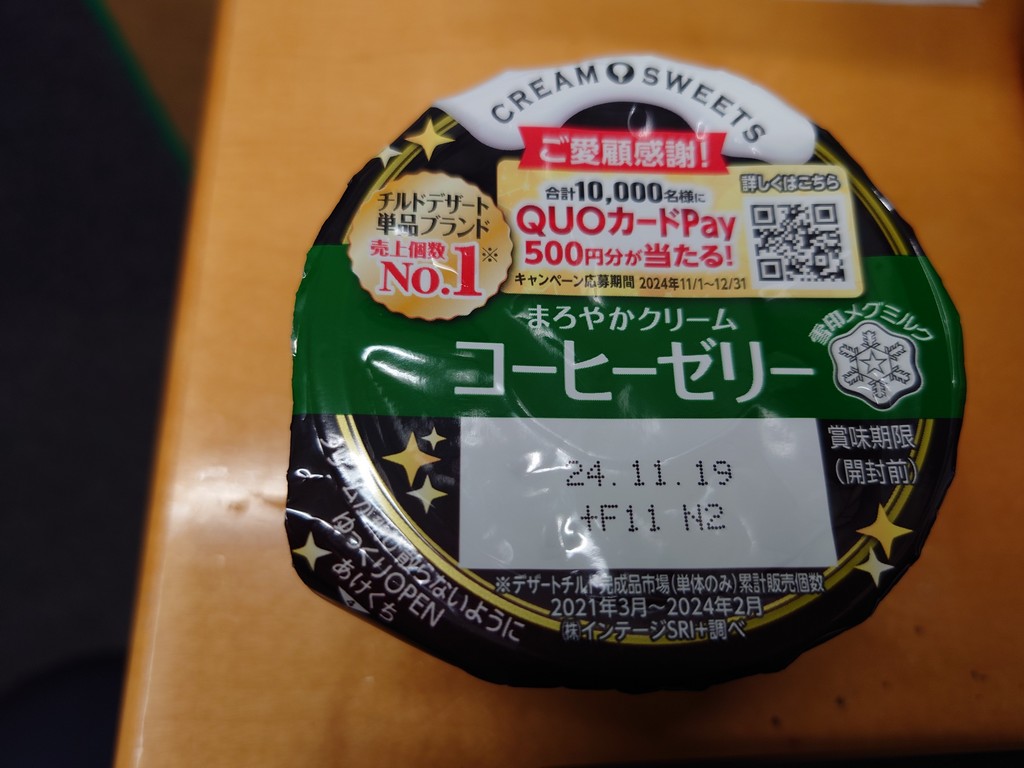 CREAM SWEETS
ご愛顧感謝!
チルドデザート
単品ブランド
売上個数
No.1※
合計10,000名様に
QUOカードPay
500円分が当たる!
キャンペーン応募期間 2024年11/1~12/31
詳しくはこちら
まろやかクリーム
コーヒーゼリー
雪印メグミルク
賞味期限
(開封前)
24.11.19
+F11 N2
※デザートチルド完成品市場(単体のみ)累計販売個数
2021年3月~2024年2月
㈱インテージSRI+調べ
ないように
ゆっくりOPEN
あけくち